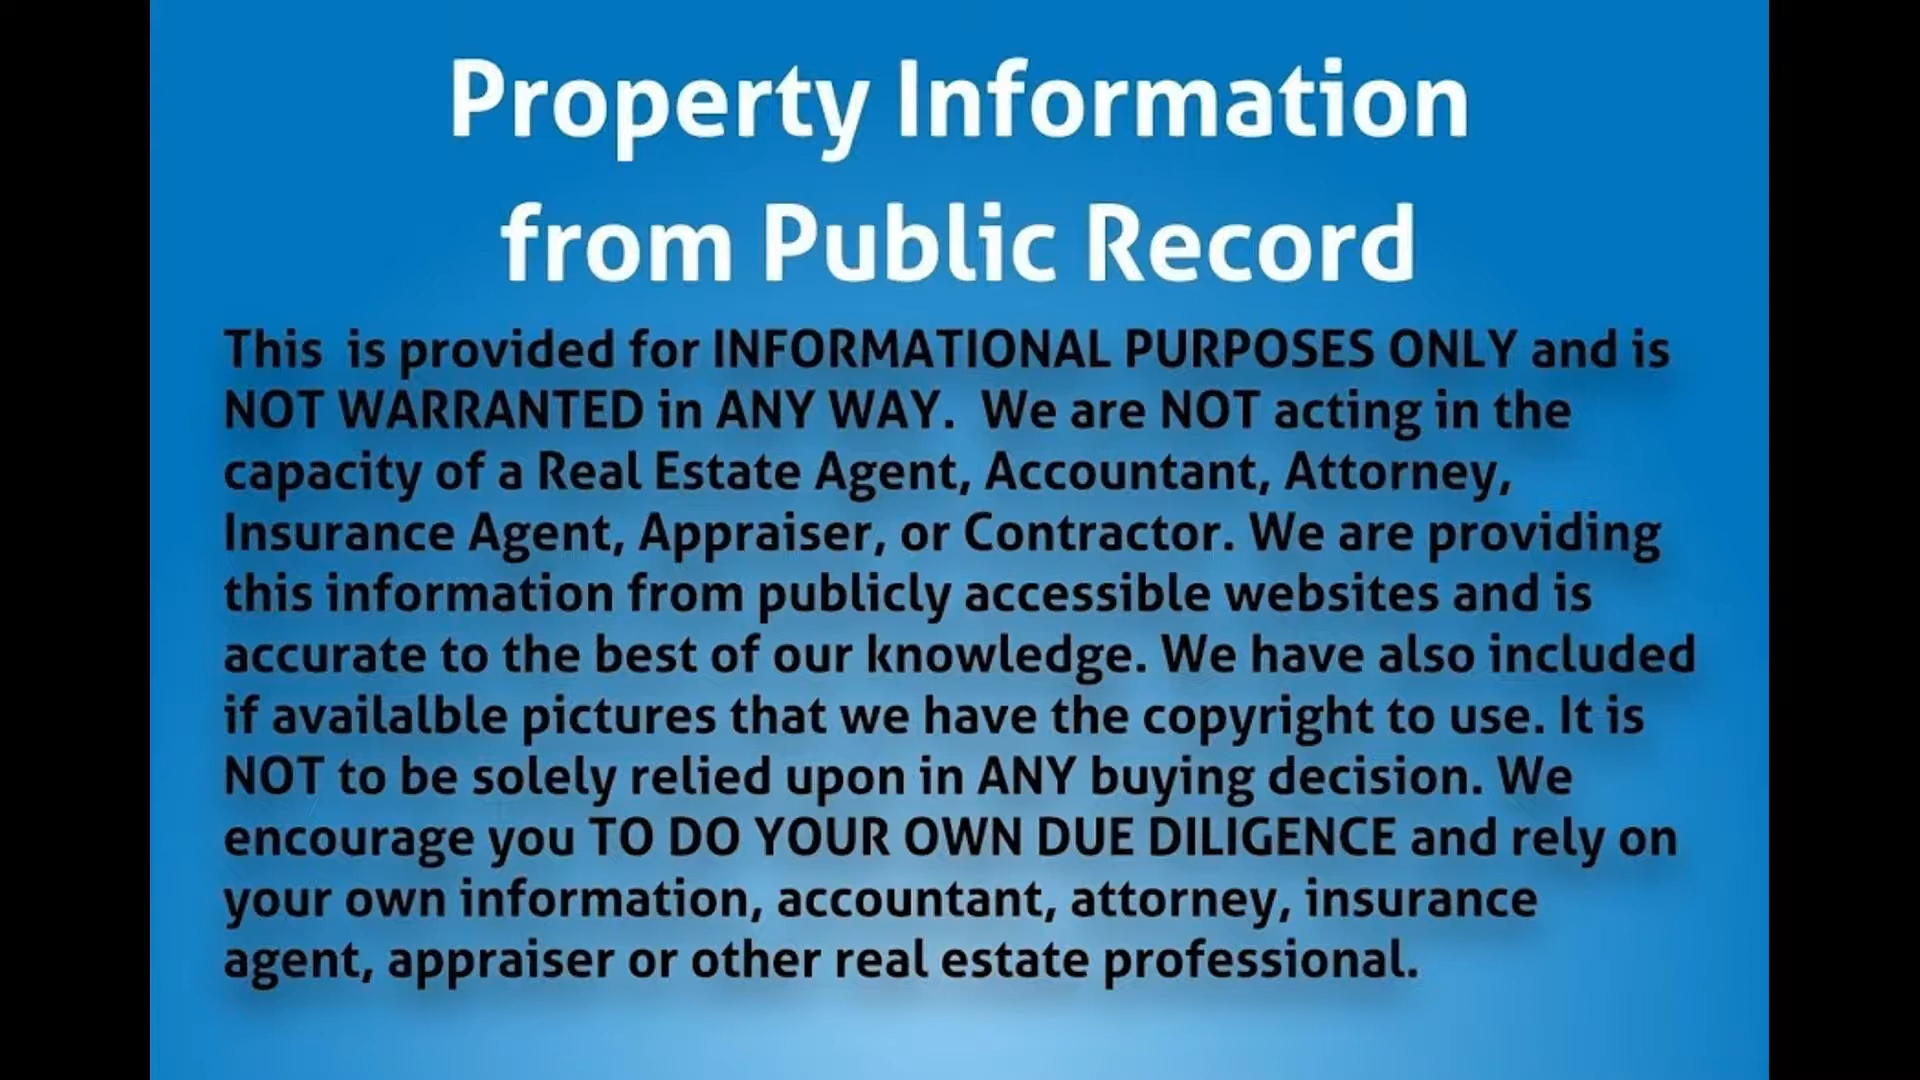 Property Information
from Public Record
This  is provided for INFORMATIONAL PURPOSES ONLY and is
NOT WARRANTED in ANY WAY.  We are NOT acting in the
capacity of a Real Estate Agent, Accountant, Attorney,
Insurance Agent, Appraiser, or Contractor. We are providing
this information from publicly accessible websites and is
accurate to the best of our knowledge. We have also included
if availalble pictures that we have the copyright to use. It is
NOT to be solely relied upon in ANY buying decision. We
encourage you TO DO YOUR OWN DUE DILIGENCE and rely on
your own information, accountant, attorney, insurance
agent, appraiser or other real estate professional.